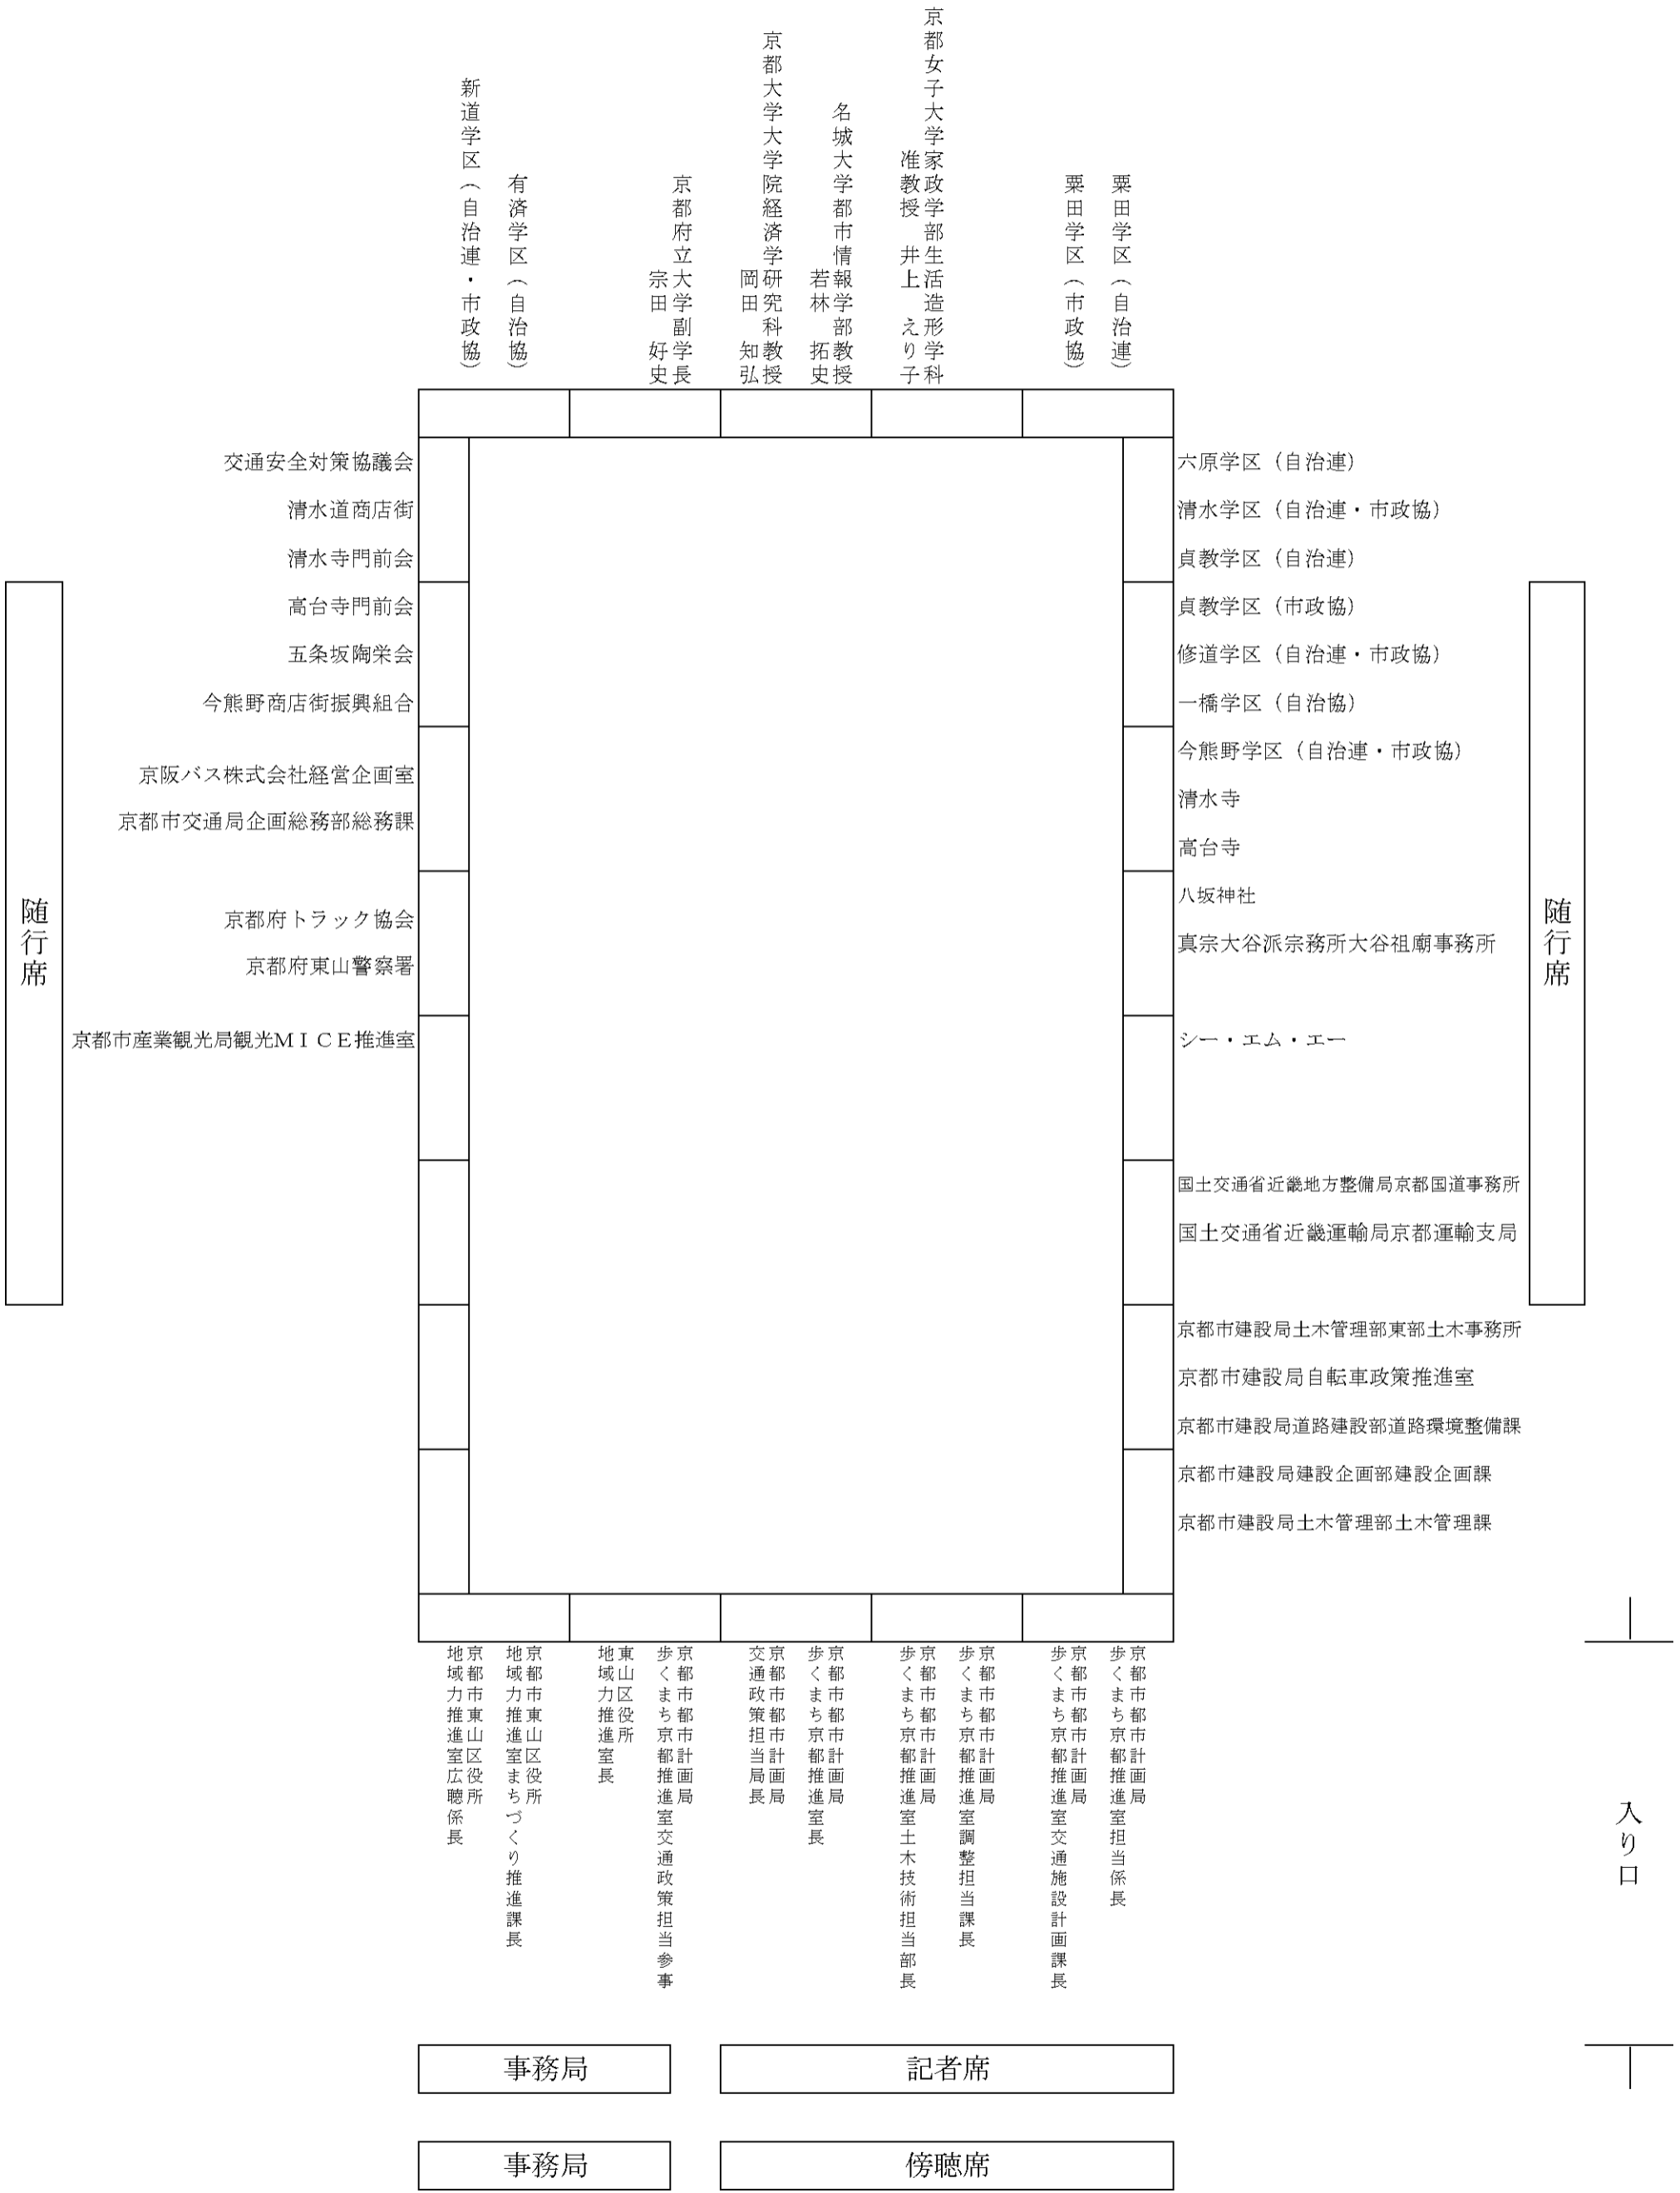 新道学区（自治連・市政協）
有済学区（自治協）
京都府立大学副学長
宗田　好史
京都大学大学院経済学研究科教授
岡田　知弘
名城大学都市情報学部教授
若林　拓史
京都女子大学家政学部生活造形学科
准教授　井上　えり子
粟田学区（市政協）
粟田学区（自治連）
交通安全対策協議会
清水道商店街
清水寺門前会
高台寺門前会
五条坂陶栄会
今熊野商店街振興組合
京阪バス株式会社経営企画室
京都市交通局企画総務部総務課
京都府トラック協会
京都府東山警察署
京都市産業観光局観光ＭＩＣＥ推進室
随行席
六原学区（自治連）
清水学区（自治連・市政協）
貞教学区（自治連）
貞教学区（市政協）
修道学区（自治連・市政協）
一橋学区（自治協）
今熊野学区（自治連・市政協）
清水寺
高台寺
八坂神社
真宗大谷派宗務所大谷祖廟事務所
シー・エム・エー
国土交通省近畿地方整備局京都国道事務所
国土交通省近畿運輸局京都運輸支局
京都市建設局土木管理部東部土木事務所
京都市建設局自転車政策推進室
京都市建設局道路建設部道路環境整備課
京都市建設局建設企画部建設企画課
京都市建設局土木管理部土木管理課
随行席
京都市東山区役所
地域力推進室広聴係長
京都市東山区役所
地域力推進室まちづくり推進課長
東山区役所
地域力推進室長
京都市都市計画局
歩くまち京都推進室交通政策担当参事
京都市都市計画局
交通政策担当局長
京都市都市計画局
歩くまち京都推進室長
京都市都市計画局
歩くまち京都推進室土木技術担当部長
京都市都市計画局
歩くまち京都推進室調整担当課長
京都市都市計画局
歩くまち京都推進室交通施設計画課長
京都市都市計画局
歩くまち京都推進室担当係長
入り口
事務局
記者席
事務局
傍聴席